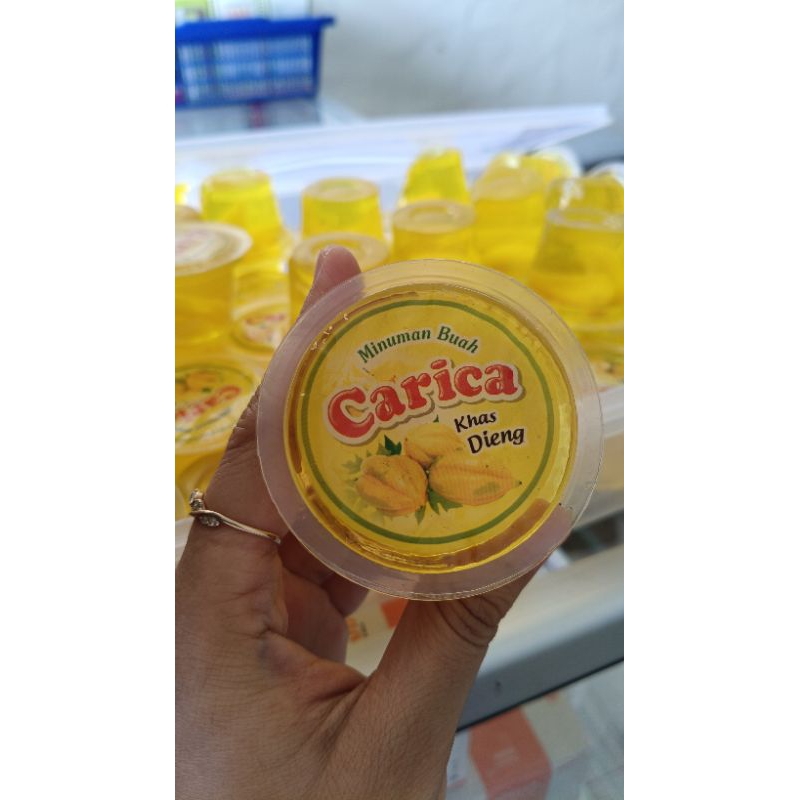 Minuman Buah
Carica
Khas
Dieng